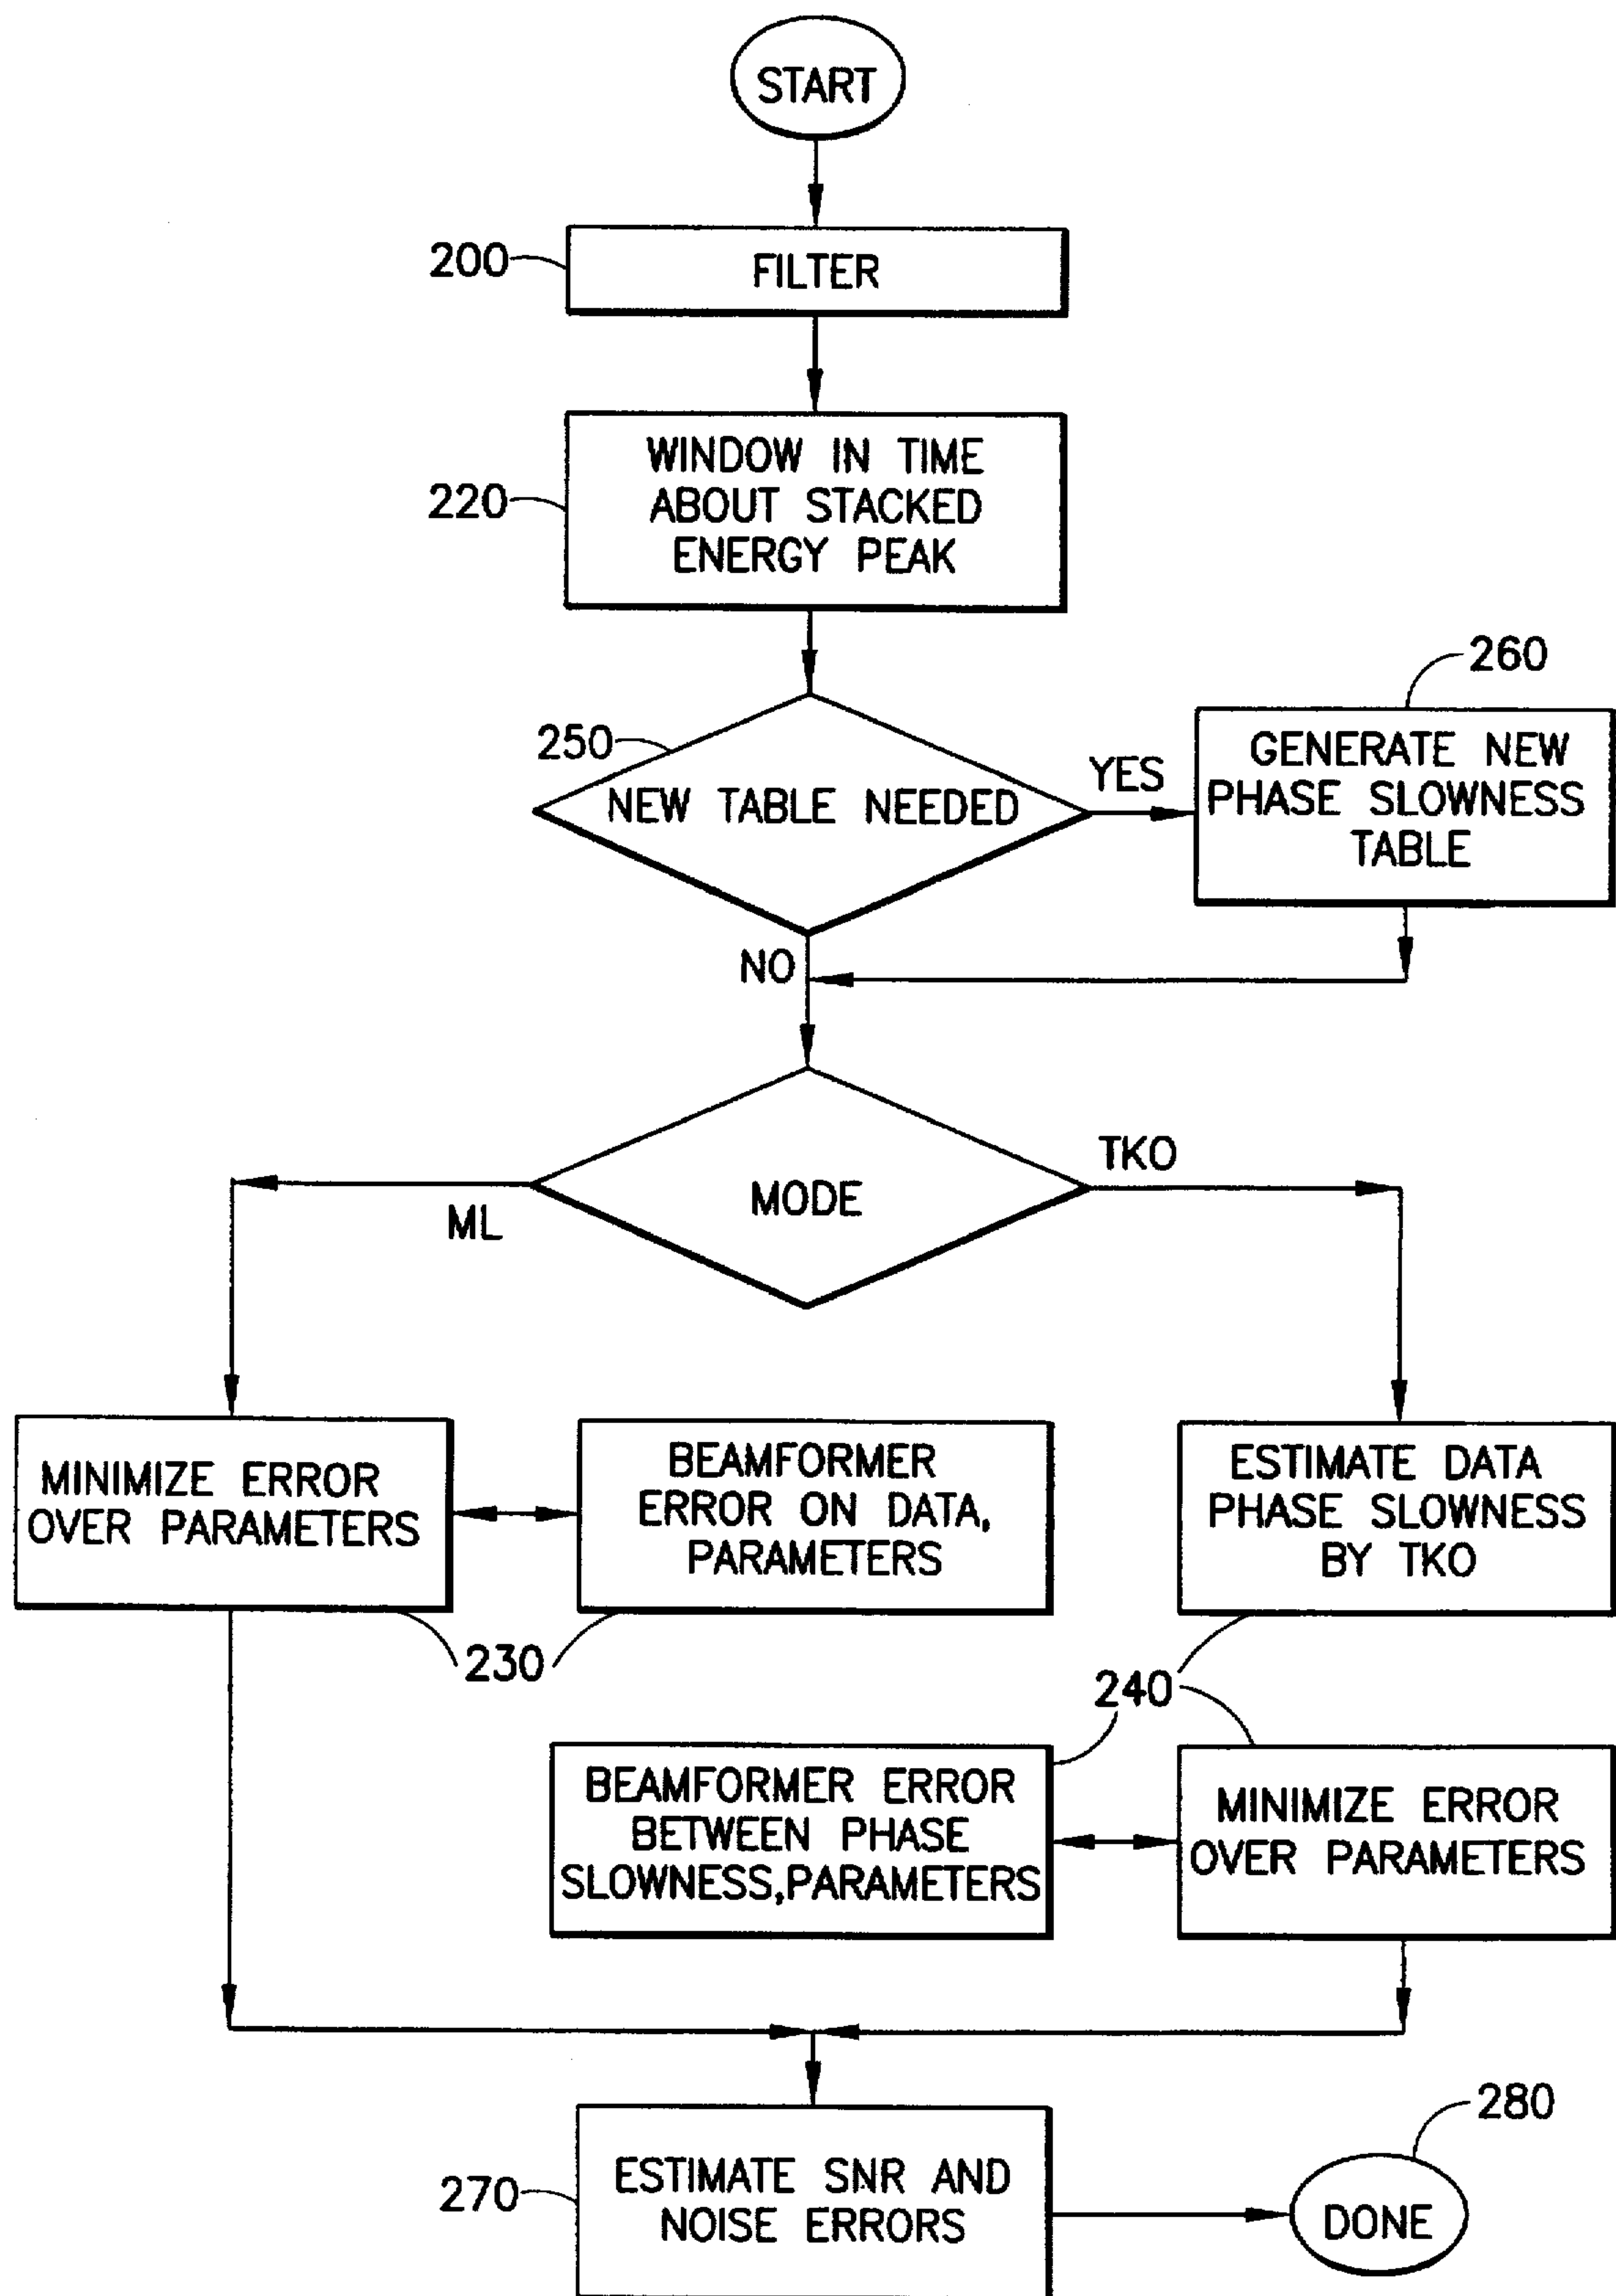 START
200
FILTER
220
WINDOW IN TIME
ABOUT STACKED
ENERGY PEAK
260
250
NEW TABLE NEEDED
YES
GENERATE NEW
PHASE SLOWNESS
TABLE
NO
MODE
ML
TKO
MINIMIZE ERROR
OVER PARAMETERS
BEAMFORMER
ERROR ON DATA,
PARAMETERS
ESTIMATE DATA
PHASE SLOWNESS
BY TKO
230
240
BEAMFORMER ERROR
BETWEEN PHASE
SLOWNESS,PARAMETERS
MINIMIZE ERROR
OVER PARAMETERS
270
ESTIMATE SNR AND
NOISE ERRORS
280
DONE